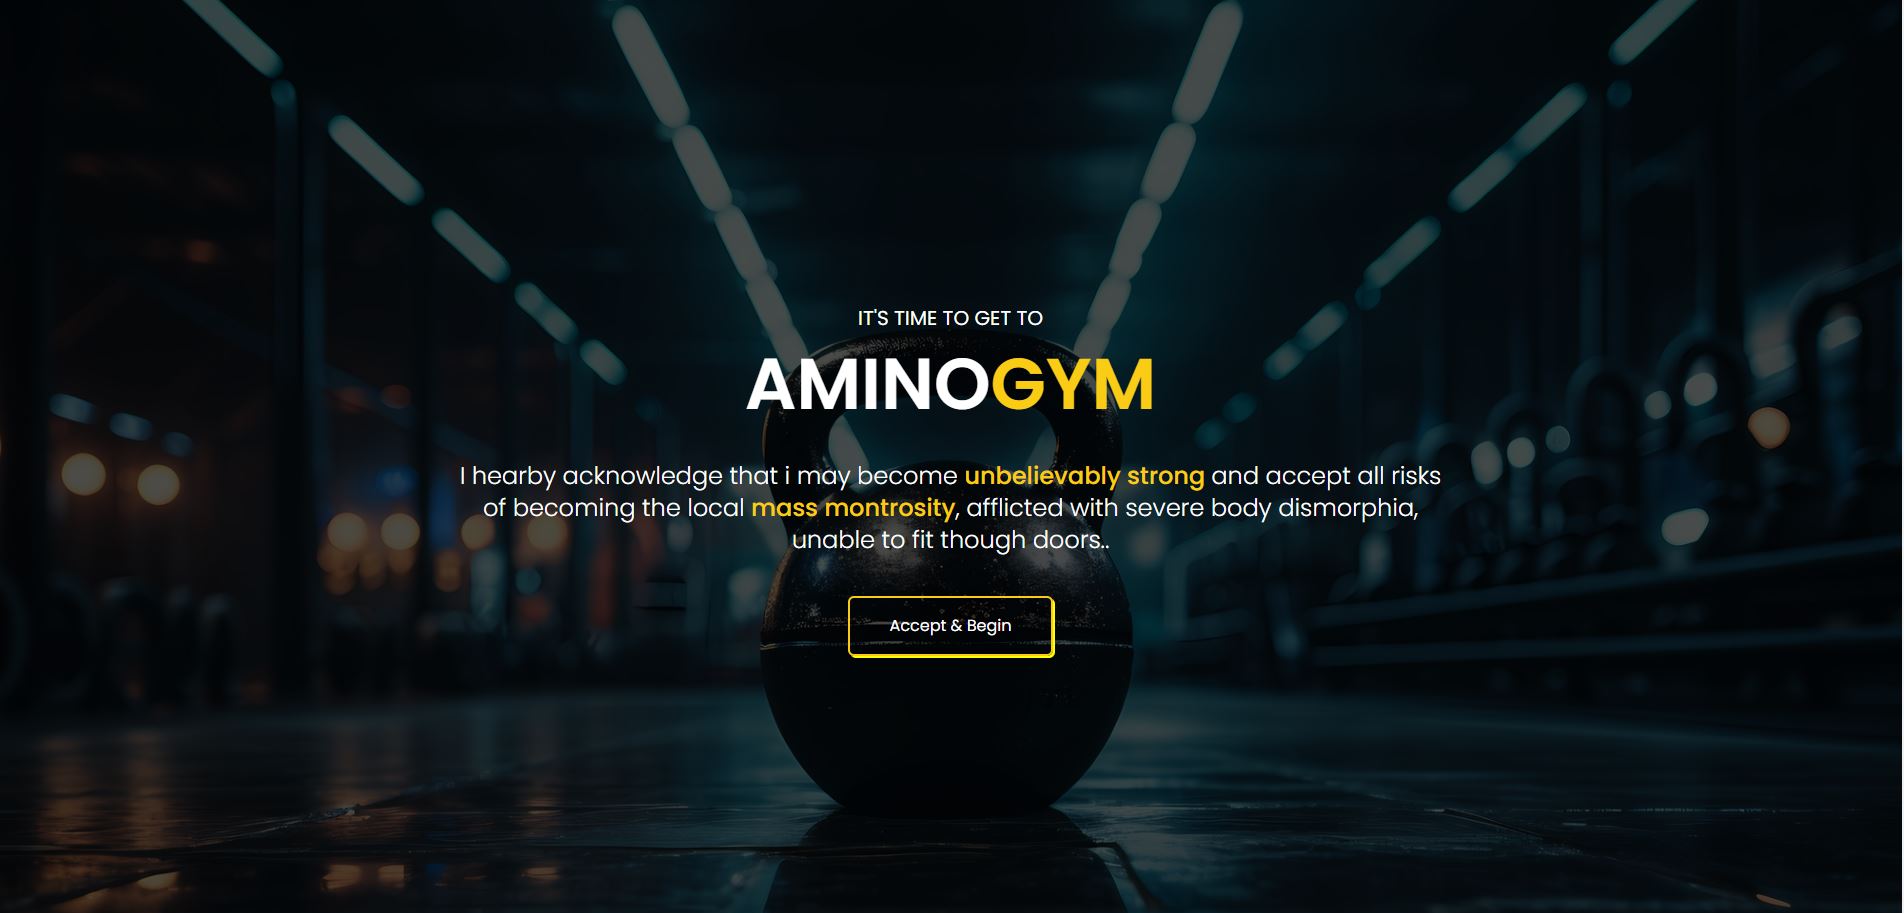 IT'S TIME TO GET TO
AMINOGYM
I hearby acknowledge that i may become unbelievably strong and accept all risks
of becoming the local mass montrosity, afflicted with severe body dismorphia,
unable to fit though doors..
Accept & Begin